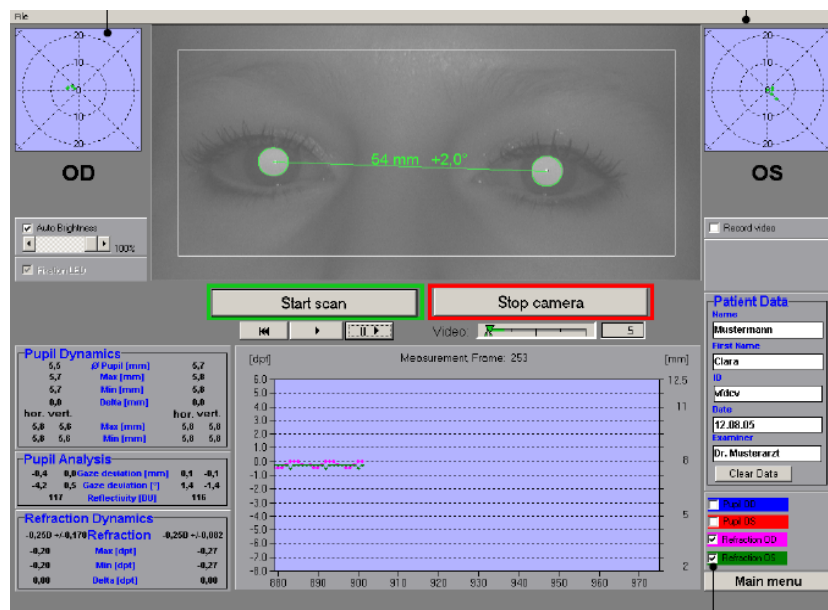 File
20
10
0
10
20
OD
54 mm +2,0°
20
10
0
10
20
OS
Auto Brightness
100%
Fixation LED
Record video
Start scan
Stop camera
Video:
5
Pupil Dynamics
5,5 Ø Pupil [mm] 5,7
5,7 Max [mm] 5,8
5,7 Min [mm] 5,8
0,0 Delta [mm] 0,0
hor. vert. hor. vert.
5,8 5,6 Max [mm] 5,8 5,8
5,8 5,6 Min [mm] 5,8 5,8
Pupil Analysis
-0,4 0,0 Gaze deviation [mm] 0,1 -0,1
-4,2 0,5 Gaze deviation [°] 1,4 -1,4
117 Reflectivity [DU] 116
Refraction Dynamics
-0,25D +/-0,170 Refraction -0,25D +/-0,082
-0,20 Max [dpt] -0,27
-0,20 Min [dpt] -0,27
0,00 Delta [dpt] 0,00
[dpt] Measurement Frame: 253 [mm]
6.0
5.0
4.0
3.0
2.0
1.0
0.0
-1.0
-2.0
-3.0
-4.0
-5.0
-6.0
-7.0
-8.0
12.5
11
8
5
2
880 890 900 910 920 930 940 950 960 970
Patient Data
Name
Mustermann
First Name
Clara
ID
vfdcv
Date
12.08.05
Examiner
Dr. Musterarzt
Clear Data
Pupil OD
Pupil OS
Refraction OD
Refraction OS
Main menu